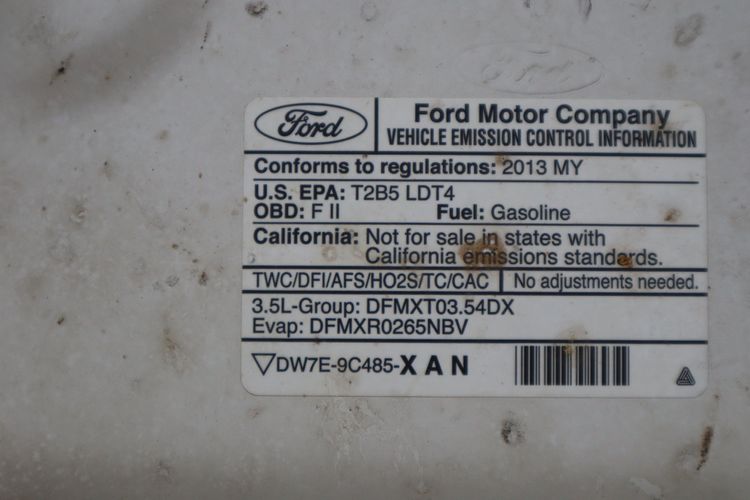 Ford
Ford
Ford Motor Company
VEHICLE EMISSION CONTROL INFORMATION
Conforms to regulations: 2013 MY
U.S. EPA: T2B5 LDT4
OBD: F II Fuel: Gasoline
California: Not for sale in states with
California emissions standards.
TWC/DFI/AFS/HO2S/TC/CAC No adjustments needed.
3.5L-Group: DFMXT03.54DX
Evap: DFMXR0265NBV
▽DW7E-9C485-XAN